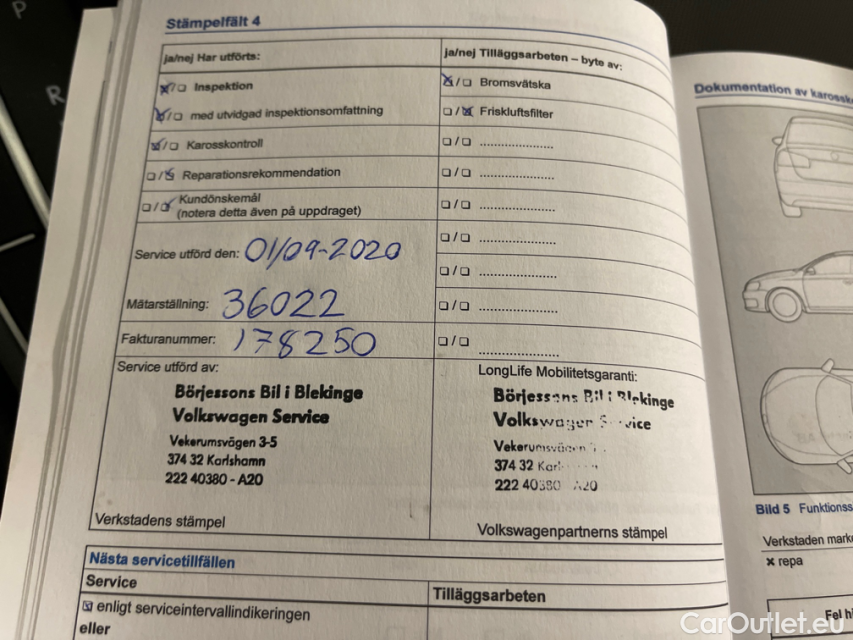 P
R
Stämpelfält 4
ja/nej Har utförts:
ja/nej Tilläggsarbeten – byte av:
Inspektion
Bromsvätska
med utvidgad inspektionsomfattning
Friskluftsfilter
Karosskontroll
Reparationsrekommendation
Kundönskemål
(notera detta även på uppdraget)
Service utförd den: 01/09-2020
Mätarställning: 36022
Fakturanummer: 178250
Service utförd av:
Börjessons Bil i Blekinge
Volkswagen Service
Vekerumsvägen 3-5
374 32 Karlshamn
222 40380 - A20
Verkstadens stämpel
LongLife Mobilitetsgaranti:
Börjessons Bil i Blekinge
Volkswagen Service
Vekerumsvägen
374 32
222 40380 A20
Volkswagenpartnerns stämpel
Nästa servicetillfällen
Service
Tilläggsarbeten
enligt serviceintervallindikeringen
eller
Dokumentation av
Bild 5
Verkstaden
× repa
CarOutlet.eu